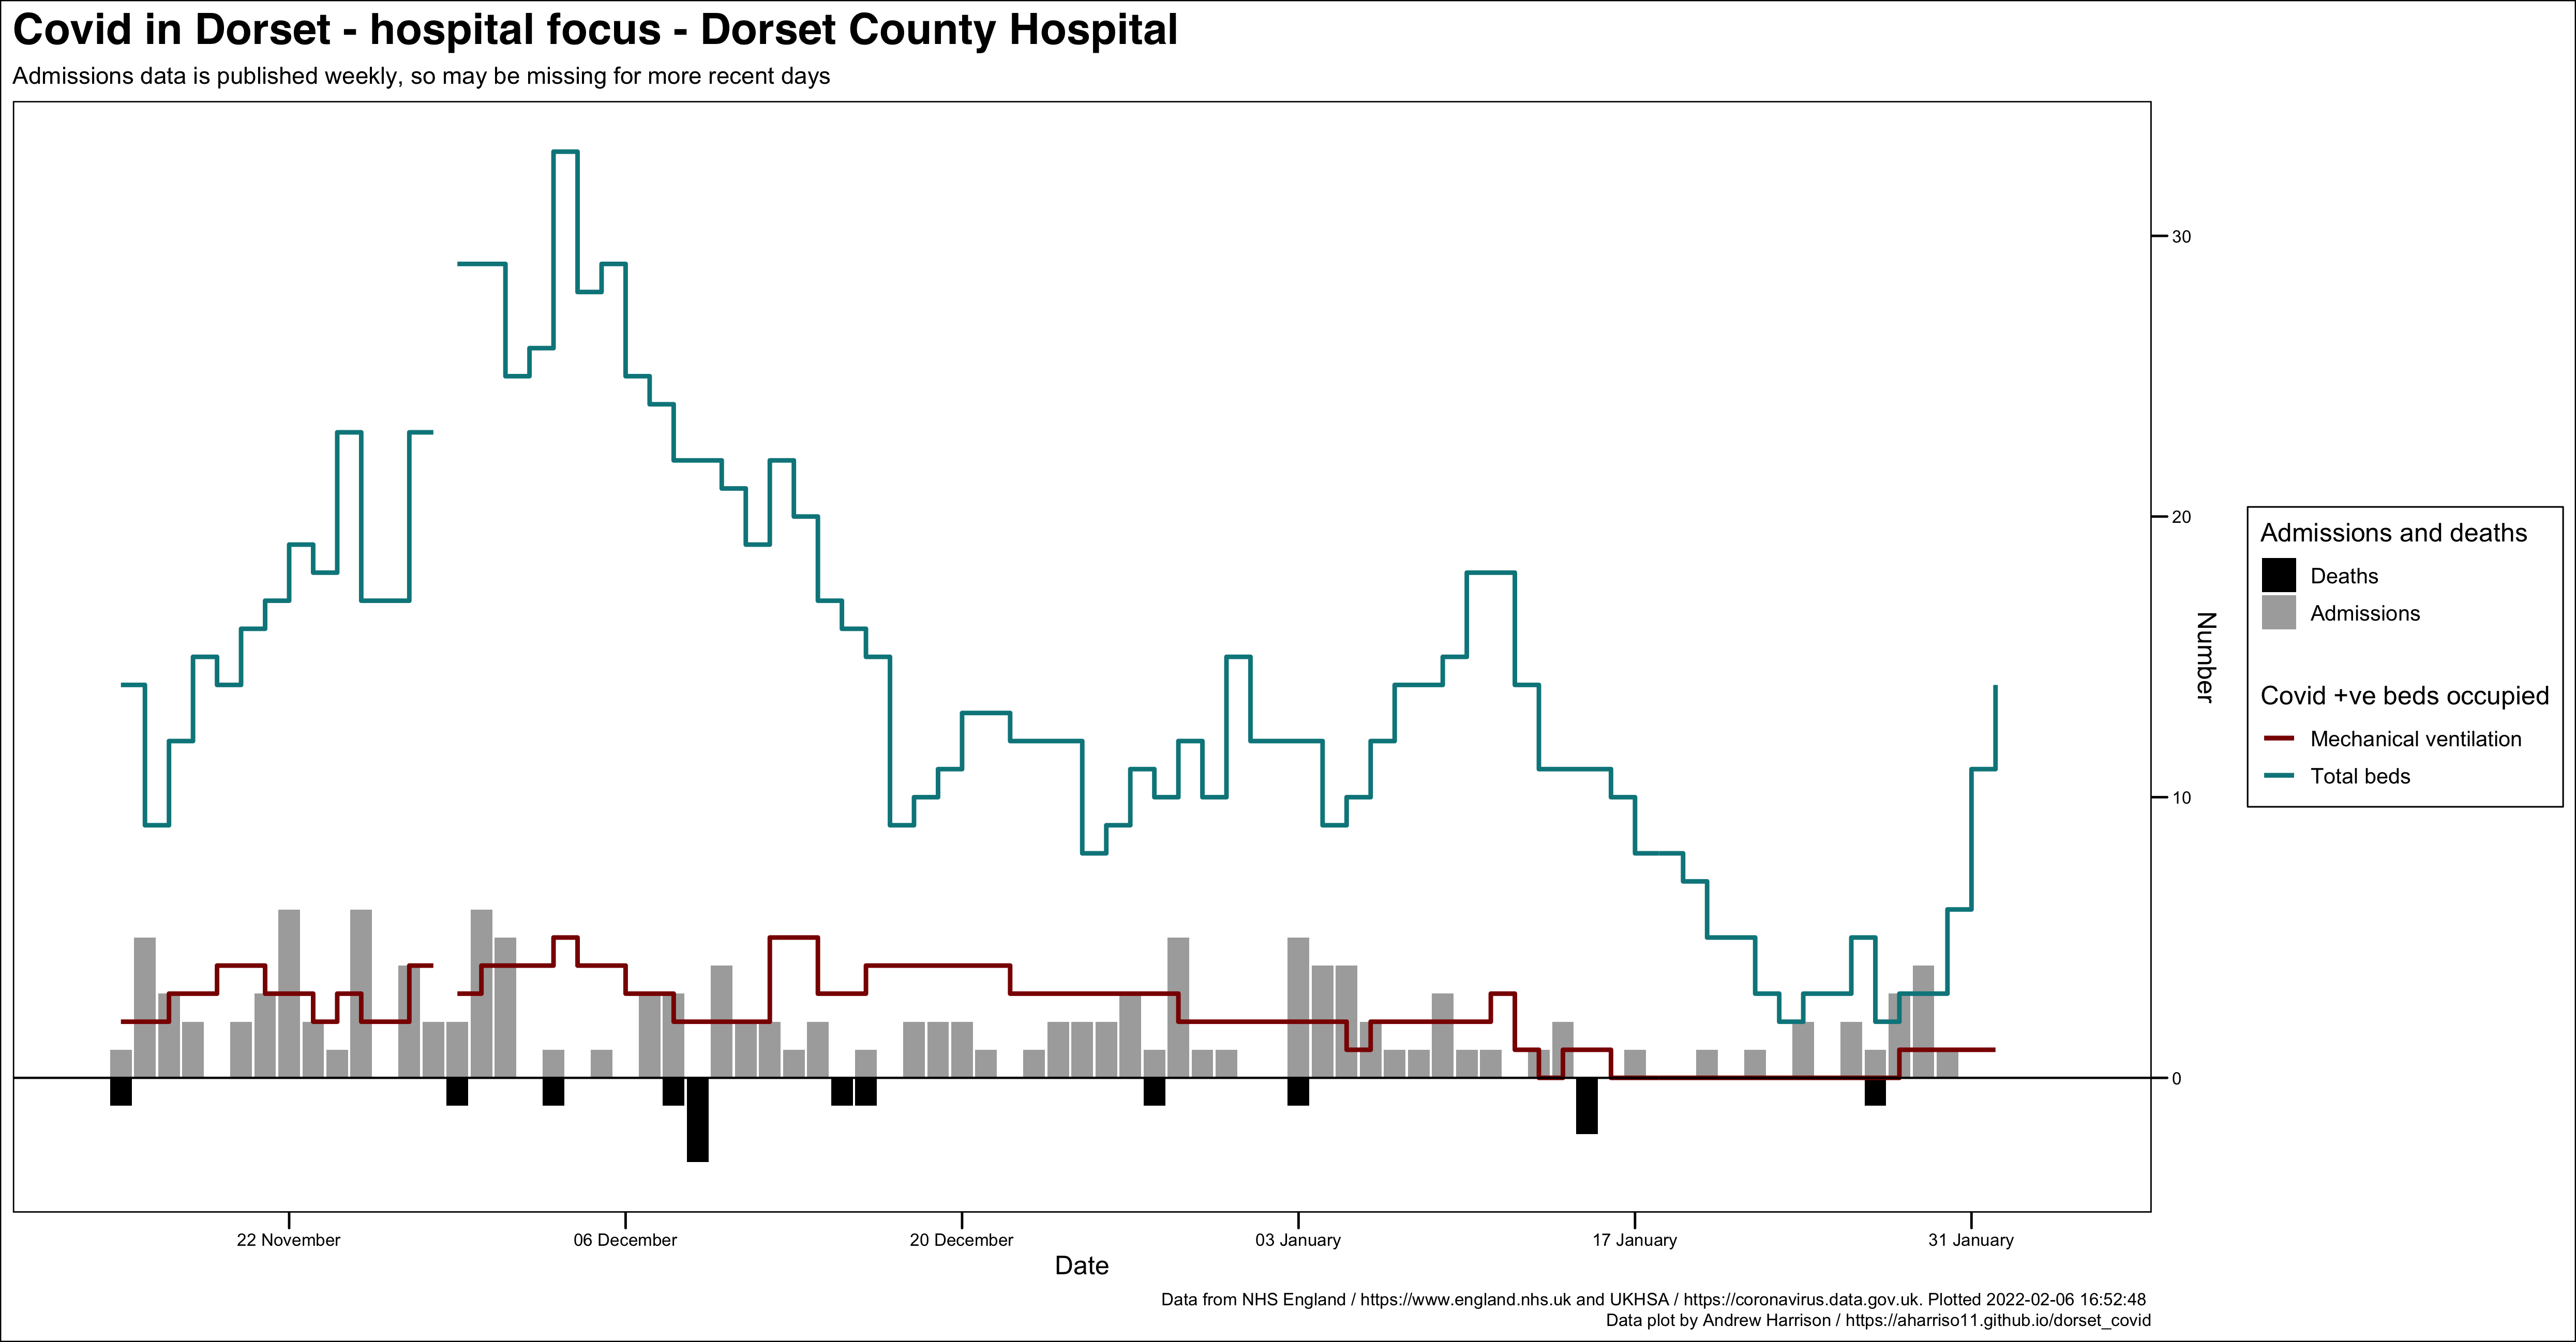 Covid in Dorset - hospital focus - Dorset County Hospital
Admissions data is published weekly, so may be missing for more recent days
30
20
10
0
Number
Admissions and deaths
Deaths
Admissions
Covid +ve beds occupied
Mechanical ventilation
Total beds
22 November
06 December
20 December
03 January
17 January
31 January
Date
Data from NHS England / https://www.england.nhs.uk and UKHSA / https://coronavirus.data.gov.uk. Plotted 2022-02-06 16:52:48
Data plot by Andrew Harrison / https://aharriso11.github.io/dorset_covid